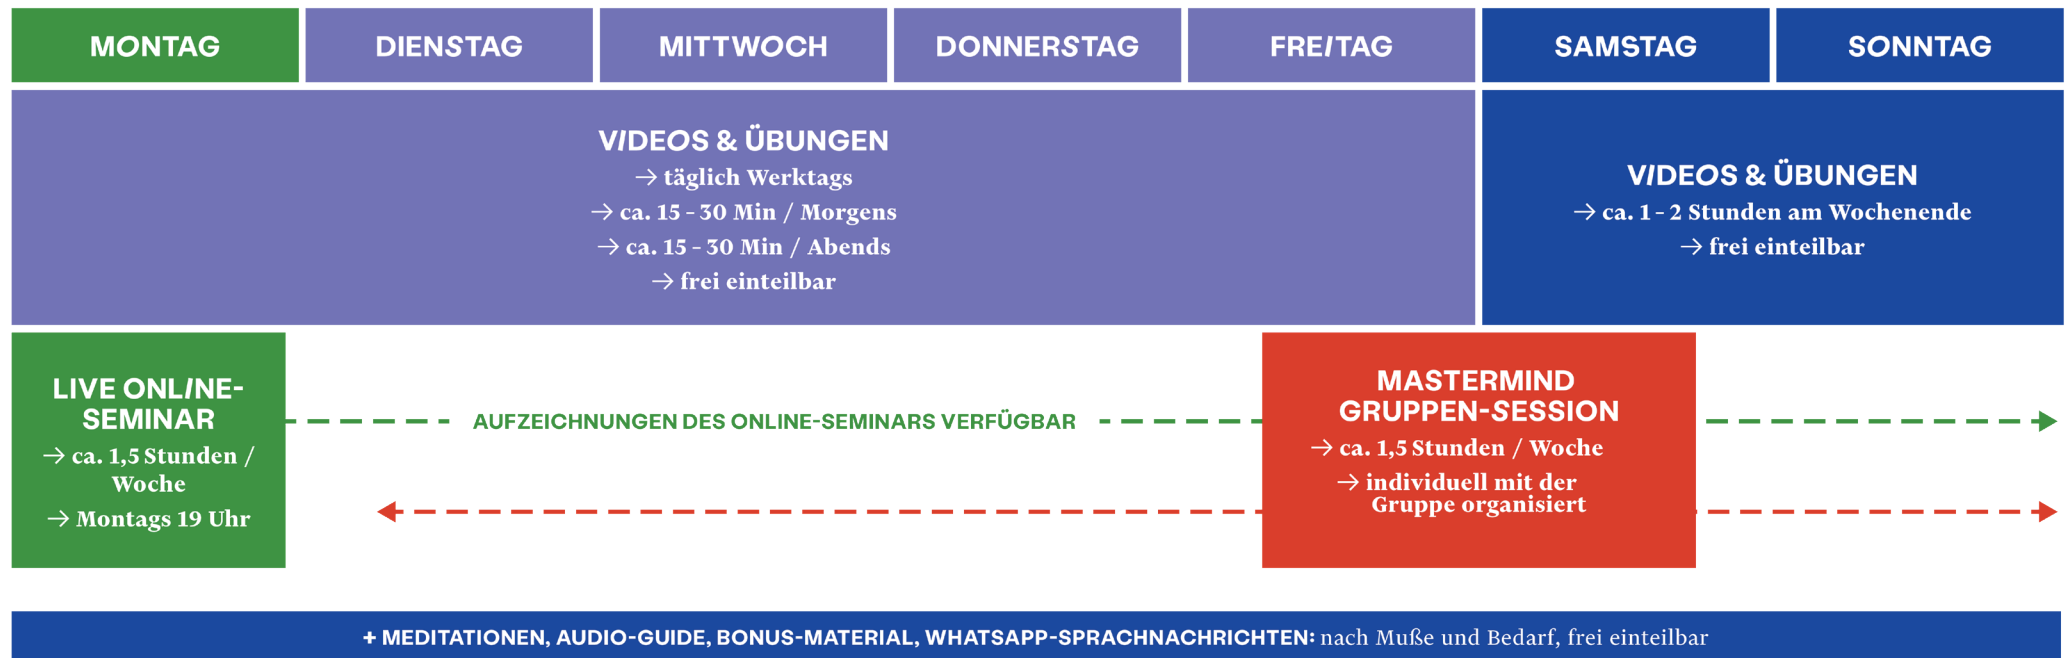 MONTAG
DIENSTAG
MITTWOCH
DONNERSTAG
FREITAG
SAMSTAG
SONNTAG
VIDEOS & ÜBUNGEN
→ täglich Werktags
→ ca. 15 – 30 Min / Morgens
→ ca. 15 – 30 Min / Abends
→ frei einteilbar
VIDEOS & ÜBUNGEN
→ ca. 1 – 2 Stunden am Wochenende
→ frei einteilbar
LIVE ONLINE-
SEMINAR
→ ca. 1,5 Stunden /
Woche
→ Montags 19 Uhr
AUFZEICHNUNGEN DES ONLINE-SEMINARS VERFÜGBAR
MASTERMIND
GRUPPEN-SESSION
→ ca. 1,5 Stunden / Woche
→ individuell mit der
Gruppe organisiert
+ MEDITATIONEN, AUDIO-GUIDE, BONUS-MATERIAL, WHATSAPP-SPRACHNACHRICHTEN: nach Muße und Bedarf, frei einteilbar